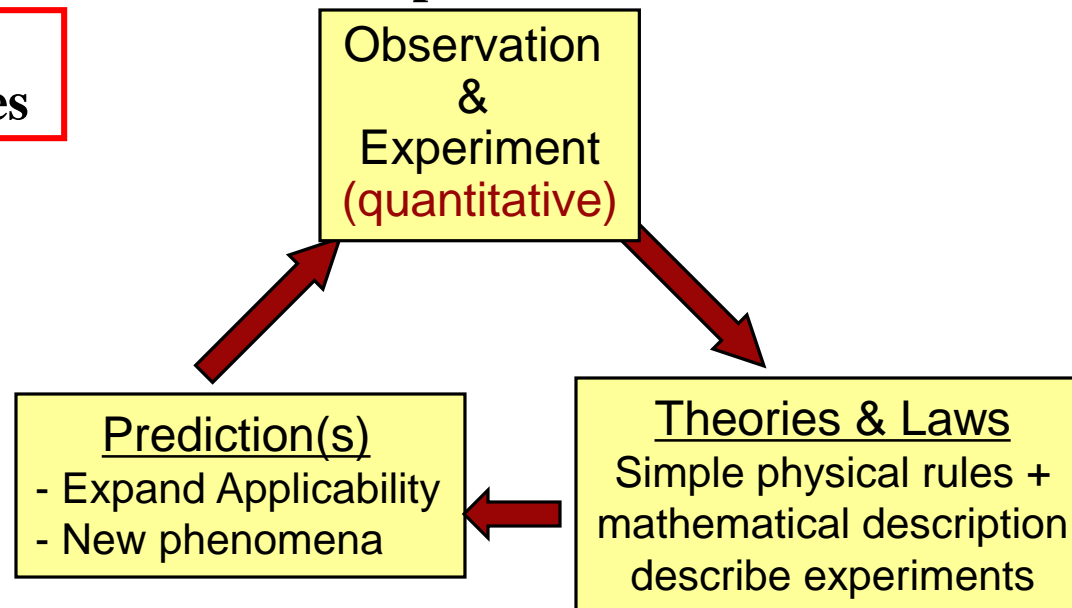 Observation
&
Experiment
(quantitative)
Prediction(s)
- Expand Applicability
- New phenomena
Theories & Laws
Simple physical rules +
mathematical description
describe experiments